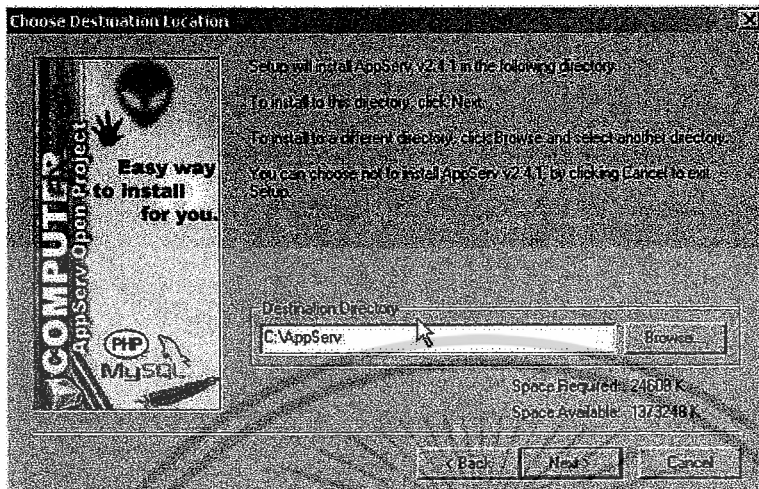 Choose Destination Location
Setup will install AppServ v2.4.1 in the following directory.
To install to this directory, click Next.
To install to a different directory, click Browse and select another directory.
You can choose not to install AppServ v2.4.1, by clicking Cancel to exit
Setup.
COMPUTER
AppServ Open Project
Easy way
to install
for you.
PHP
MySQL
Destination Directory
C:\AppServ
Browse...
Space Required: 24608 K
Space Available: 1373248 K
< Back
Next >
Cancel